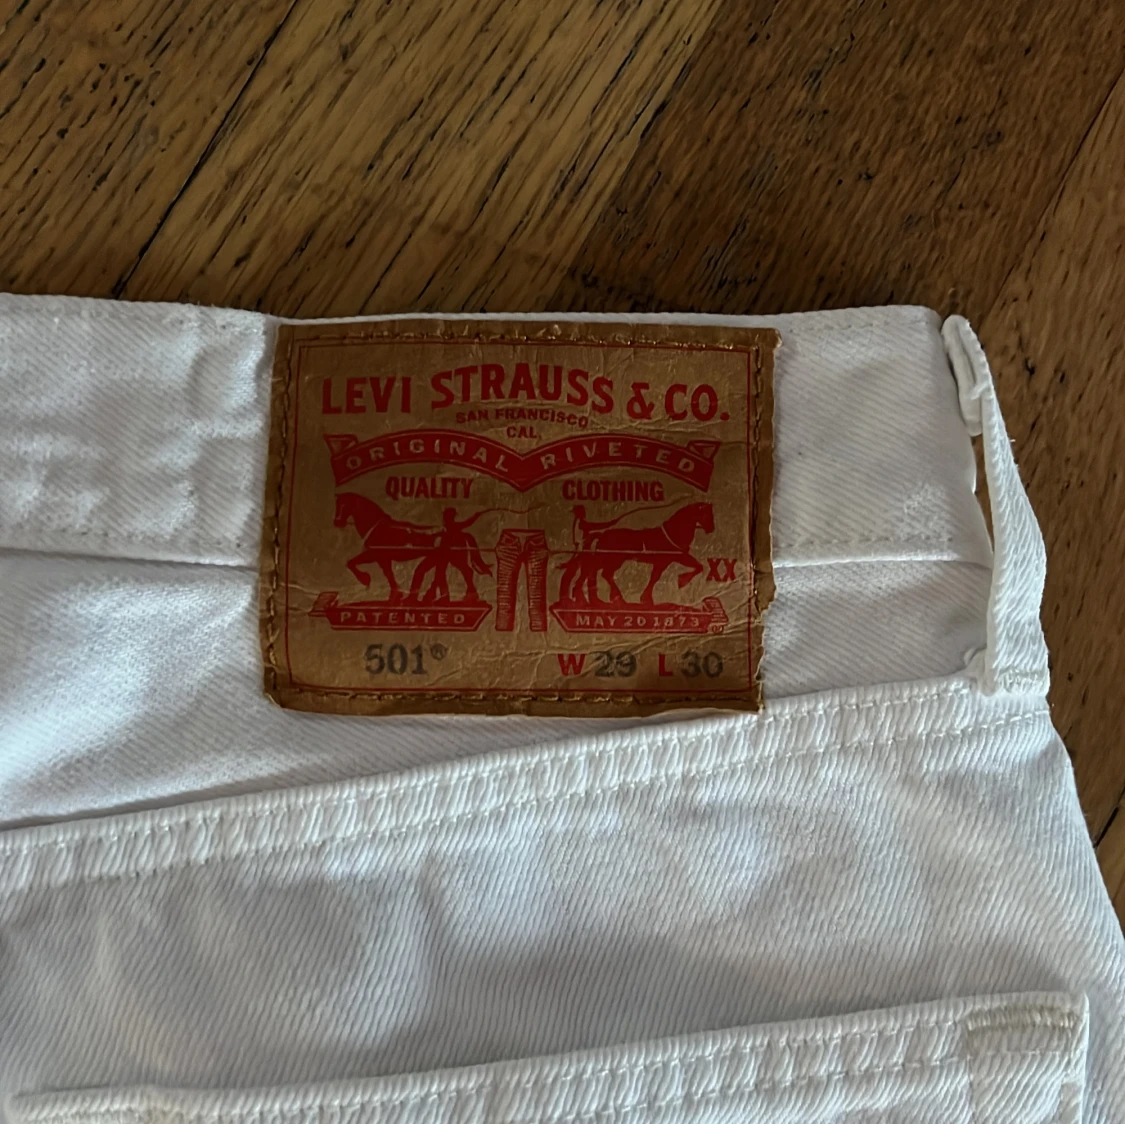 LEVI STRAUSS & CO.
SAN FRANCISCO
CAL.
ORIGINAL RIVETED
QUALITY CLOTHING
XX
PATENTED MAY 20 1873
501® W 29 L 30